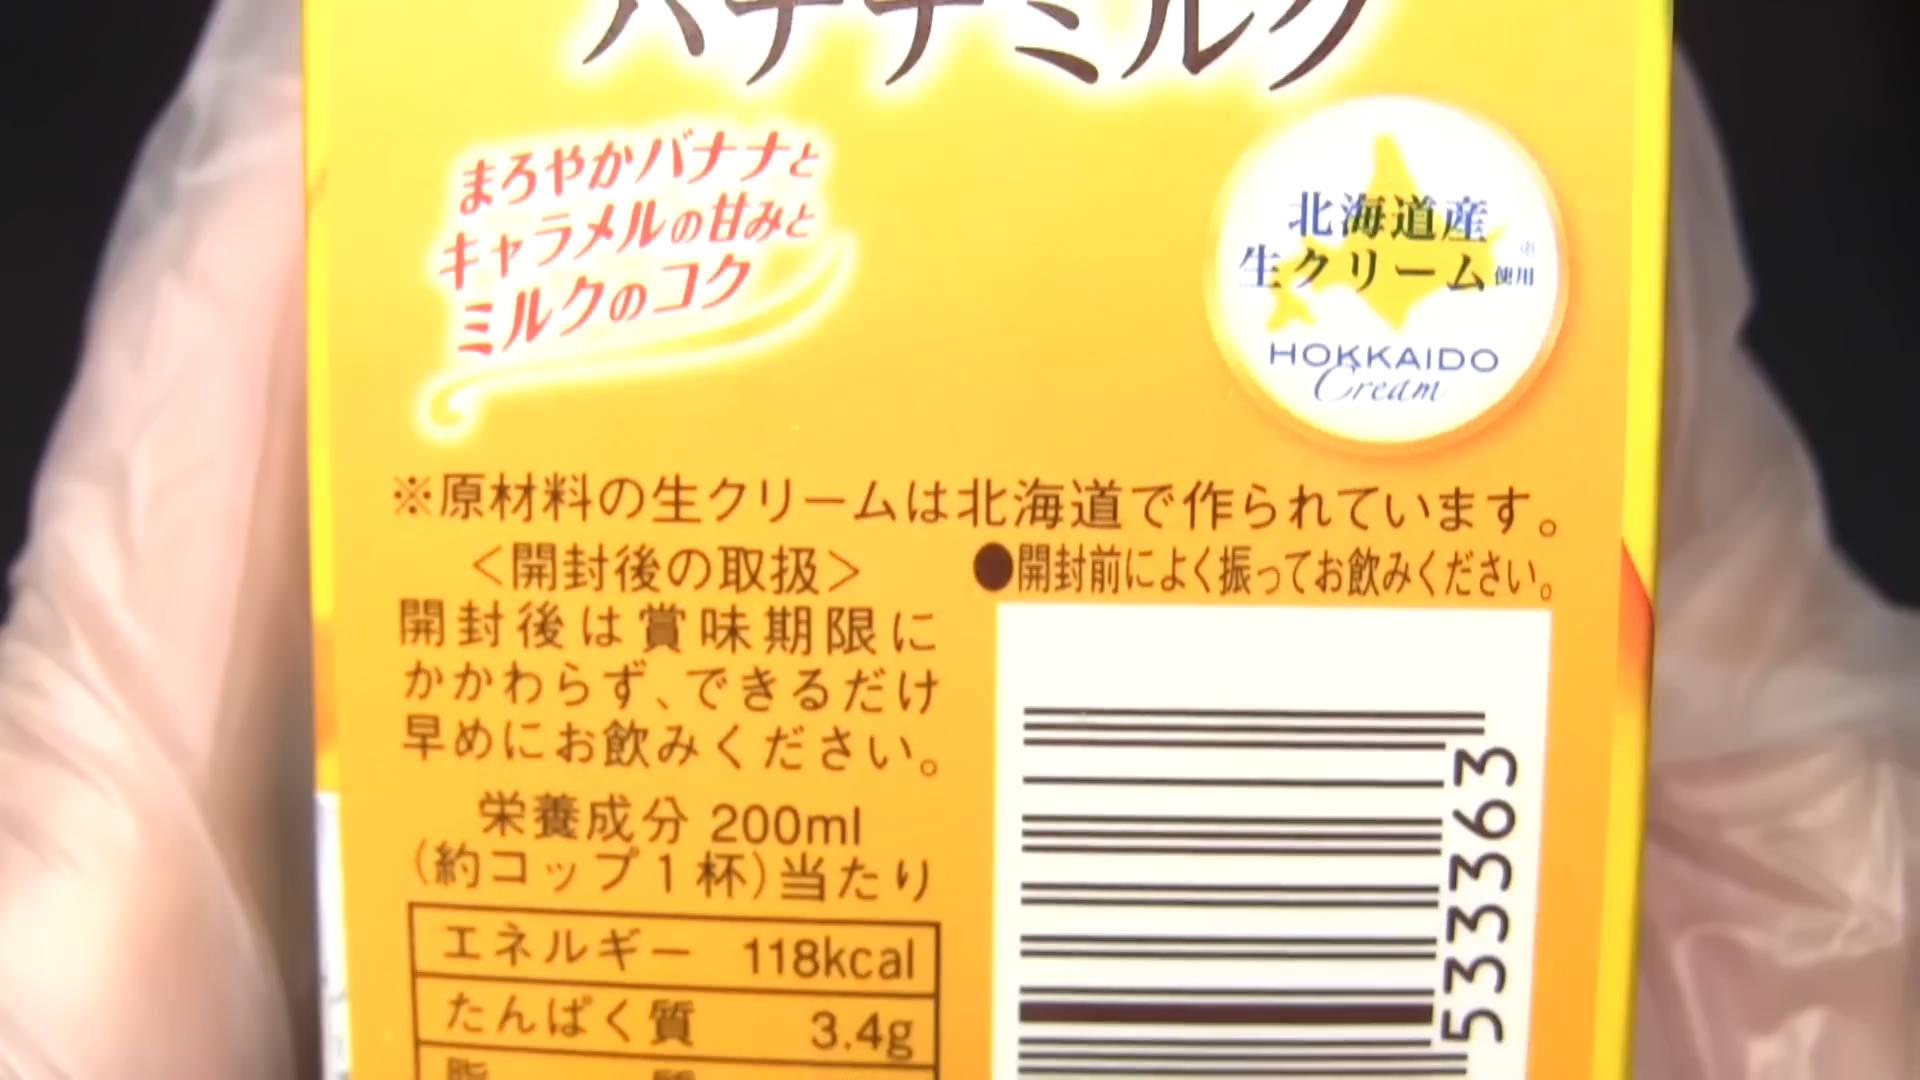 バナナミルク
まろやかバナナと
キャラメルの甘みと
ミルクのコク
北海道産
生クリーム使用
※
HOKKAIDO
Cream
※原材料の生クリームは北海道で作られています。
<開封後の取扱>
開封後は賞味期限に
かかわらず、できるだけ
早めにお飲みください。
●開封前によく振ってお飲みください。
栄養成分 200ml
(約コップ1杯)当たり
エネルギー 118kcal
たんぱく質 3.4g
533363